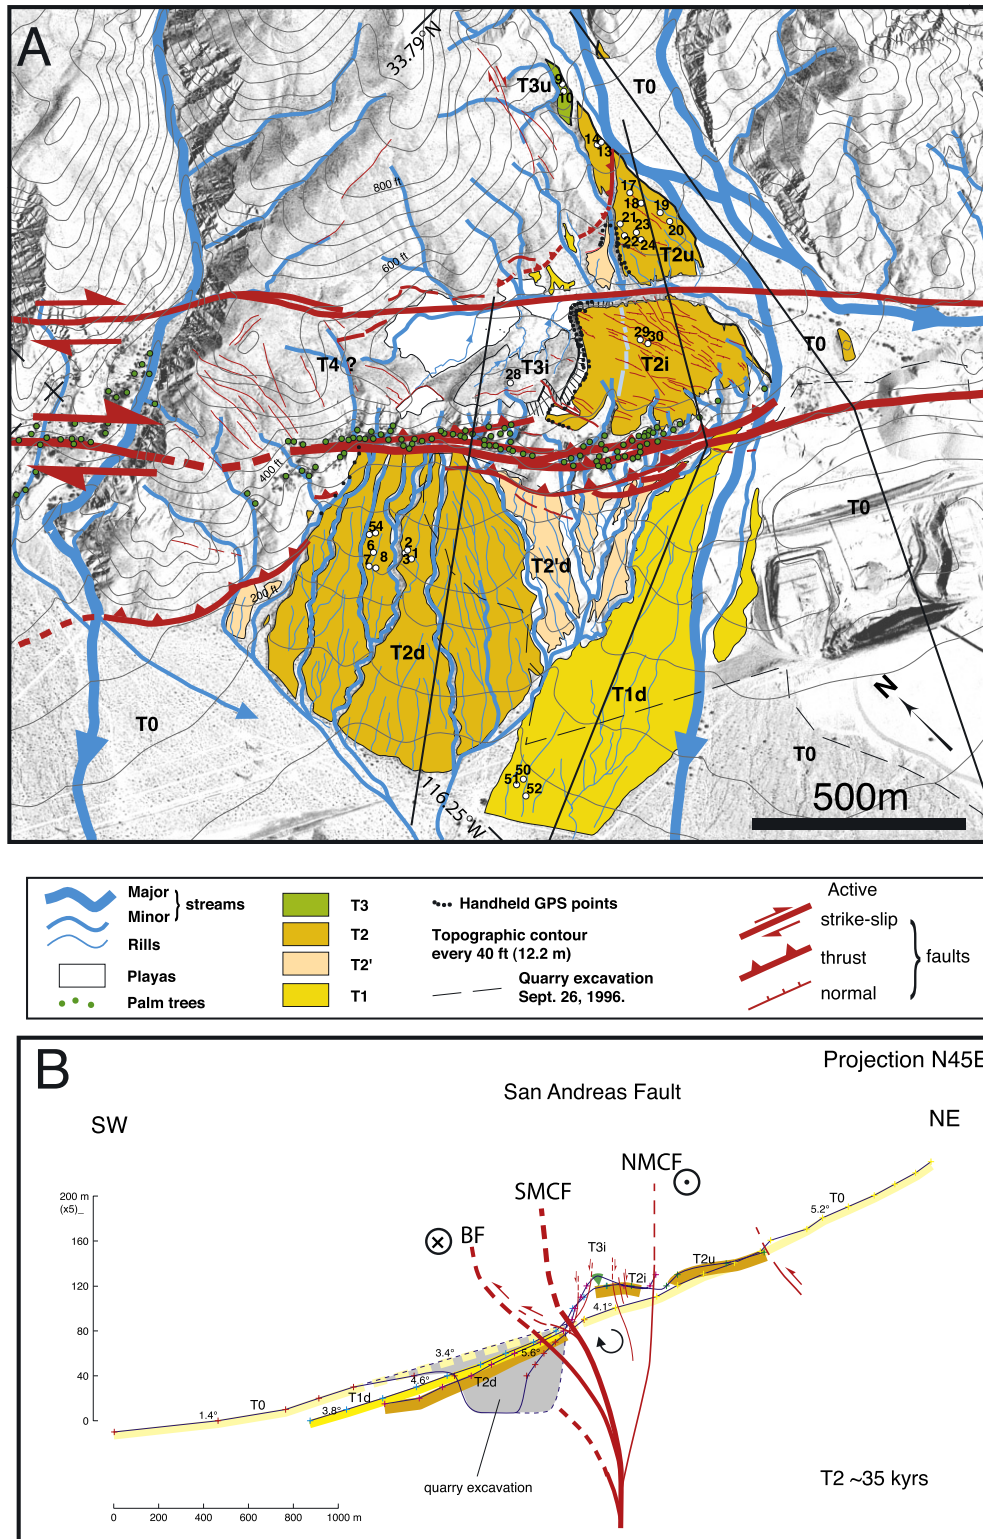 A
33.79°N
T3u
T0
9
10
14
13
800 ft
17
18
19
21
23
20
22
24
T2u
600 ft
29
30
T0
T4 ?
T3i
T2i
28
400 ft
T0
54
6
2
7
8
3
1
T2'd
200 ft
T2d
T1d
N
T0
T0
50
51
52
116.25°W
500m
Major
Minor
streams
Rills
Playas
Palm trees
T3
T2
T2'
T1
Handheld GPS points
Topographic contour
every 40 ft (12.2 m)
Quarry excavation
Sept. 26, 1996.
Active
strike-slip
thrust
normal
faults
B
Projection N45E
San Andreas Fault
SW
NE
NMCF
SMCF
BF
200 m
(x5)_
160
120
80
40
0
T0
5.2°
T3i
T2u
T2i
4.1°
3.4°
5.6°
4.6°
T2d
T1d
3.8°
T0
1.4°
quarry excavation
T2 ~35 kyrs
0
200
400
600
800
1000 m